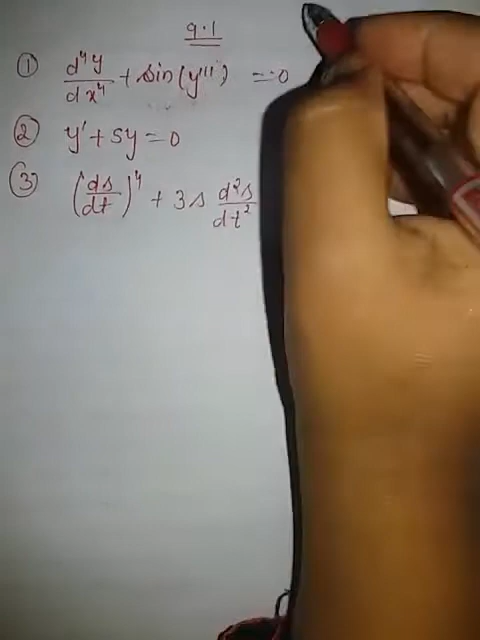 9.1
① d⁴y/dx⁴ + sin(y''') = 0
② y' + 5y = 0
③ (ds/dt)⁴ + 3s d²s/dt²